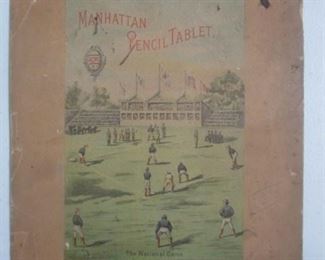 MANHATTAN
PENCIL TABLET.
The National Game